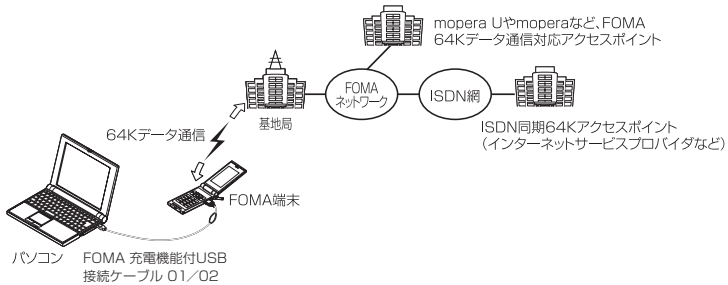 mopera Uやmoperaなど、FOMA
64Kデータ通信対応アクセスポイント
FOMA
ネットワーク
ISDN網
基地局
ISDN同期64Kアクセスポイント
（インターネットサービスプロバイダなど）
64Kデータ通信
FOMA端末
パソコン
FOMA 充電機能付USB
接続ケーブル 01／02